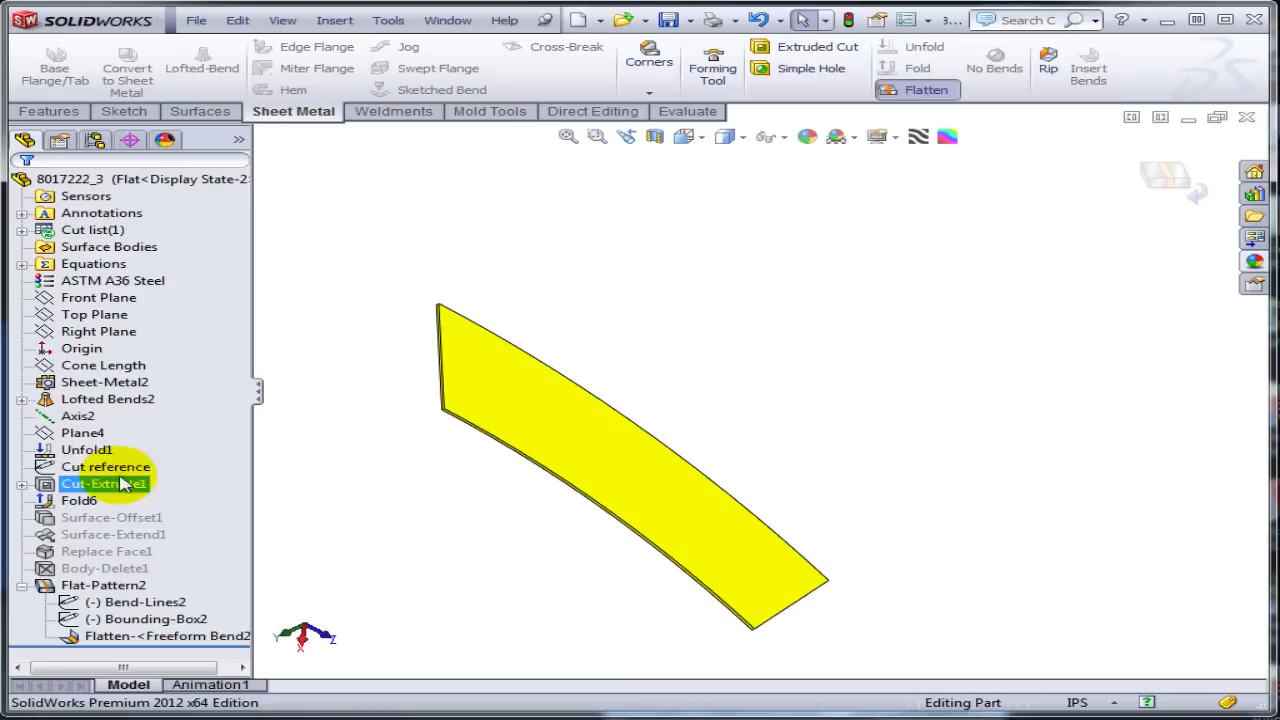 SOLIDWORKS File Edit View Insert Tools Window Help 3... Search C
Base Flange/Tab
Convert to Sheet Metal
Lofted-Bend
Edge Flange
Miter Flange
Hem
Jog
Swept Flange
Sketched Bend
Cross-Break
Corners
Forming Tool
Extruded Cut
Simple Hole
Unfold
Fold
Flatten
No Bends
Rip
Insert Bends
Features Sketch Surfaces Sheet Metal Weldments Mold Tools Direct Editing Evaluate
8017222_3 (Flat<Display State-2
Sensors
Annotations
Cut list(1)
Surface Bodies
Equations
ASTM A36 Steel
Front Plane
Top Plane
Right Plane
Origin
Cone Length
Sheet-Metal2
Lofted Bends2
Axis2
Plane4
Unfold1
Cut reference
Cut-Extrude1
Fold6
Surface-Offset1
Surface-Extend1
Replace Face1
Body-Delete1
Flat-Pattern2
(-) Bend-Lines2
(-) Bounding-Box2
Flatten-<Freeform Bend2
Y X Z
Model Animation1
SolidWorks Premium 2012 x64 Edition Editing Part IPS